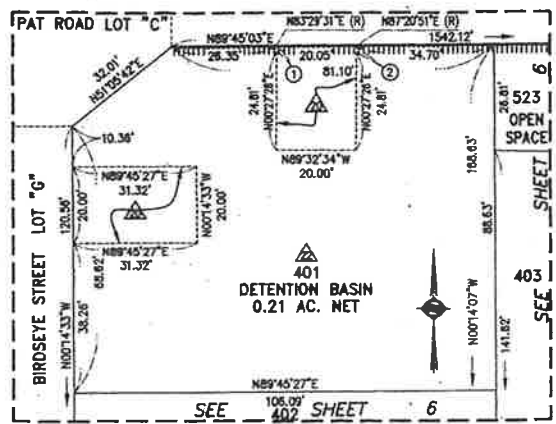 PAT ROAD LOT "C"
N83°29'31"E (R)
N87°20'51"E (R)
N89°45'03"E
1542.12'
26.35'
20.05'
34.70'
32.01'
N51°05'42"E
1
2
81.10'
24.81'
N00°27'28"E
N00°27'28"E
24.81'
6
523
OPEN
SPACE
26.81'
N89°32'34"W
20.00'
10.36'
N89°45'27"E
31.32'
20.00'
N00°14'33"W
20.00'
N89°45'27"E
31.32'
168.63'
88.63'
SEE SHEET
403
BIRDSEYE STREET LOT "G"
120.56'
68.62'
38.26'
N00°14'33"W
401
DETENTION BASIN
0.21 AC. NET
N00°14'07"W
141.82'
N89°45'27"E
106.09'
SEE 402 SHEET 6